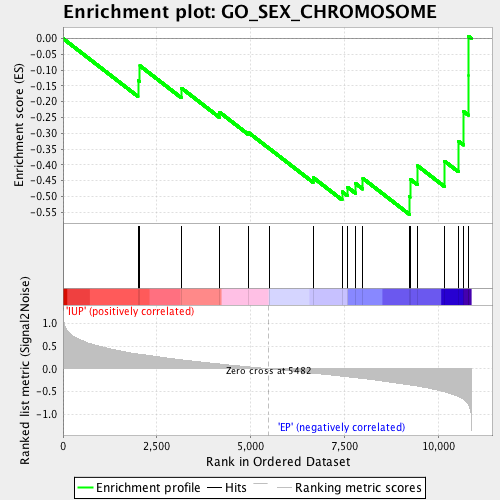 Enrichment plot: GO_SEX_CHROMOSOME
Enrichment score (ES)
0.00
-0.05
-0.10
-0.15
-0.20
-0.25
-0.30
-0.35
-0.40
-0.45
-0.50
-0.55
'IUP' (positively correlated)
Ranked list metric (Signal2Noise)
1.0
0.5
0.0
-0.5
-1.0
Zero cross at 5482
'EP' (negatively correlated)
0
2,500
5,000
7,500
10,000
Rank in Ordered Dataset
Enrichment profile
Hits
Ranking metric scores